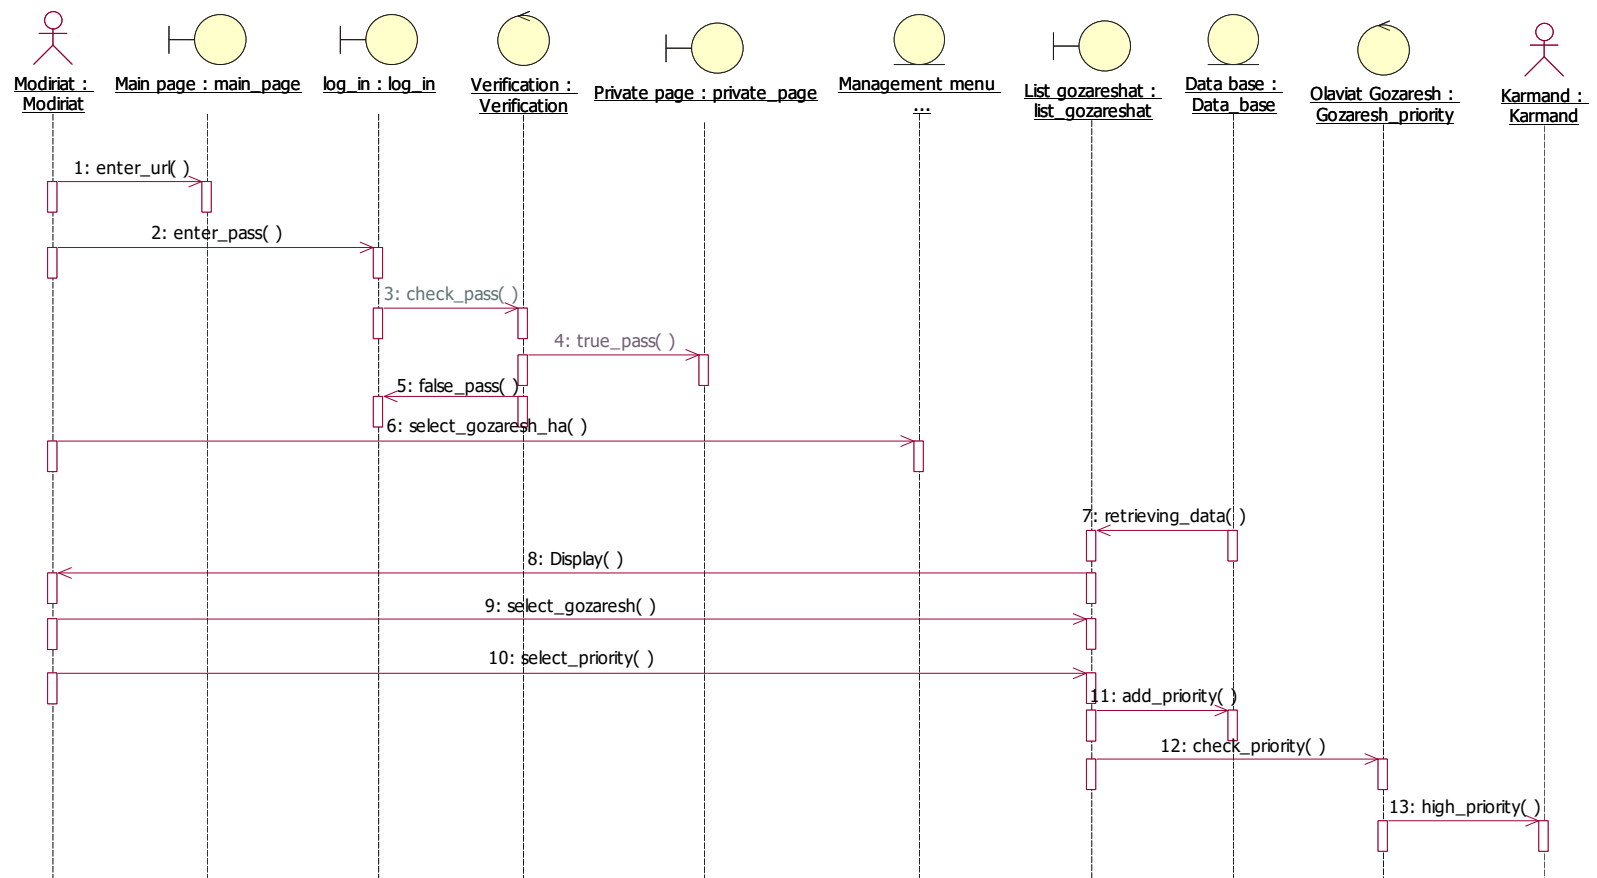 Modiriat :
Modiriat
Main page : main_page
log_in : log_in
Verification :
Verification
Private page : private_page
Management menu
...
List gozareshat :
list_gozareshat
Data base :
Data_base
Olaviat Gozaresh :
Gozaresh_priority
Karmand :
Karmand
1: enter_url( )
2: enter_pass( )
3: check_pass( )
4: true_pass( )
5: false_pass( )
6: select_gozaresh_ha( )
7: retrieving_data( )
8: Display( )
9: select_gozaresh( )
10: select_priority( )
11: add_priority( )
12: check_priority( )
13: high_priority( )